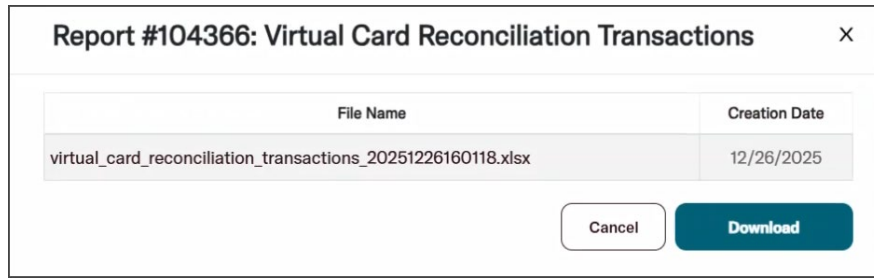 Report #104366: Virtual Card Reconciliation Transactions X
File Name Creation Date
virtual_card_reconciliation_transactions_20251226160118.xlsx 12/26/2025
Cancel Download